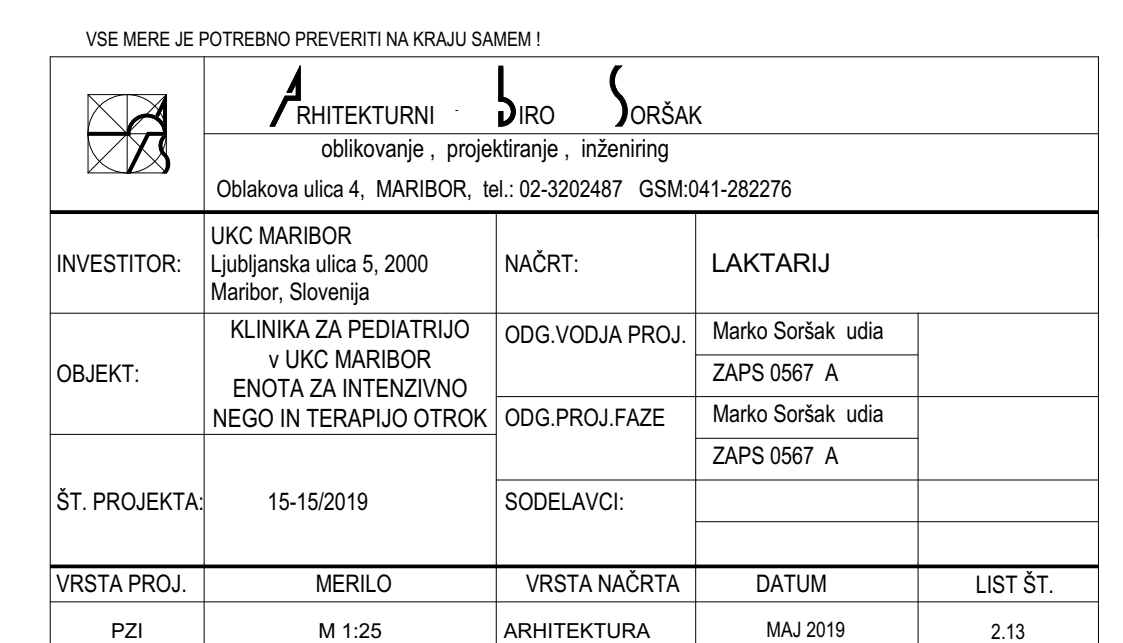 VSE MERE JE POTREBNO PREVERITI NA KRAJU SAMEM !
ARHITEKTURNI - bIRO SORŠAK
oblikovanje , projektiranje , inženiring
Oblakova ulica 4, MARIBOR, tel.: 02-3202487 GSM:041-282276
INVESTITOR:
UKC MARIBOR
Ljubljanska ulica 5, 2000
Maribor, Slovenija
NAČRT:
LAKTARIJ
OBJEKT:
KLINIKA ZA PEDIATRIJO
v UKC MARIBOR
ENOTA ZA INTENZIVNO
NEGO IN TERAPIJO OTROK
ODG.VODJA PROJ.
Marko Soršak udia
ZAPS 0567 A
ODG.PROJ.FAZE
Marko Soršak udia
ZAPS 0567 A
ŠT. PROJEKTA:
15-15/2019
SODELAVCI:
VRSTA PROJ. MERILO VRSTA NAČRTA DATUM LIST ŠT.
PZI M 1:25 ARHITEKTURA MAJ 2019 2.13